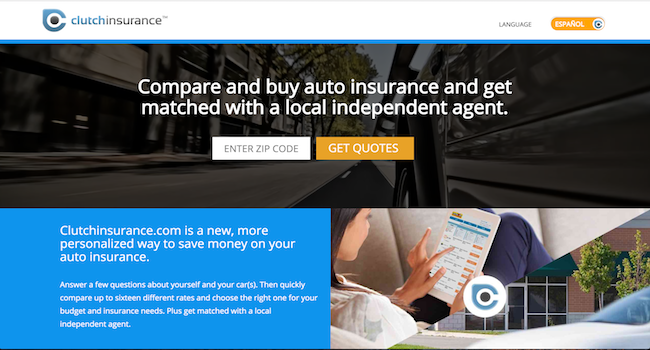 clutchinsurance™
LANGUAGE
ESPAÑOL
Compare and buy auto insurance and get
matched with a local independent agent.
ENTER ZIP CODE
GET QUOTES
Clutchinsurance.com is a new, more
personalized way to save money on your
auto insurance.
Answer a few questions about yourself and your car(s). Then quickly
compare up to sixteen different rates and choose the right one for your
budget and insurance needs. Plus get matched with a local
independent agent.